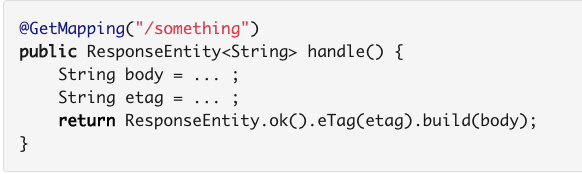 @GetMapping("/something")
public ResponseEntity<String> handle() {
    String body = ... ;
    String etag = ... ;
    return ResponseEntity.ok().eTag(etag).build(body);
}